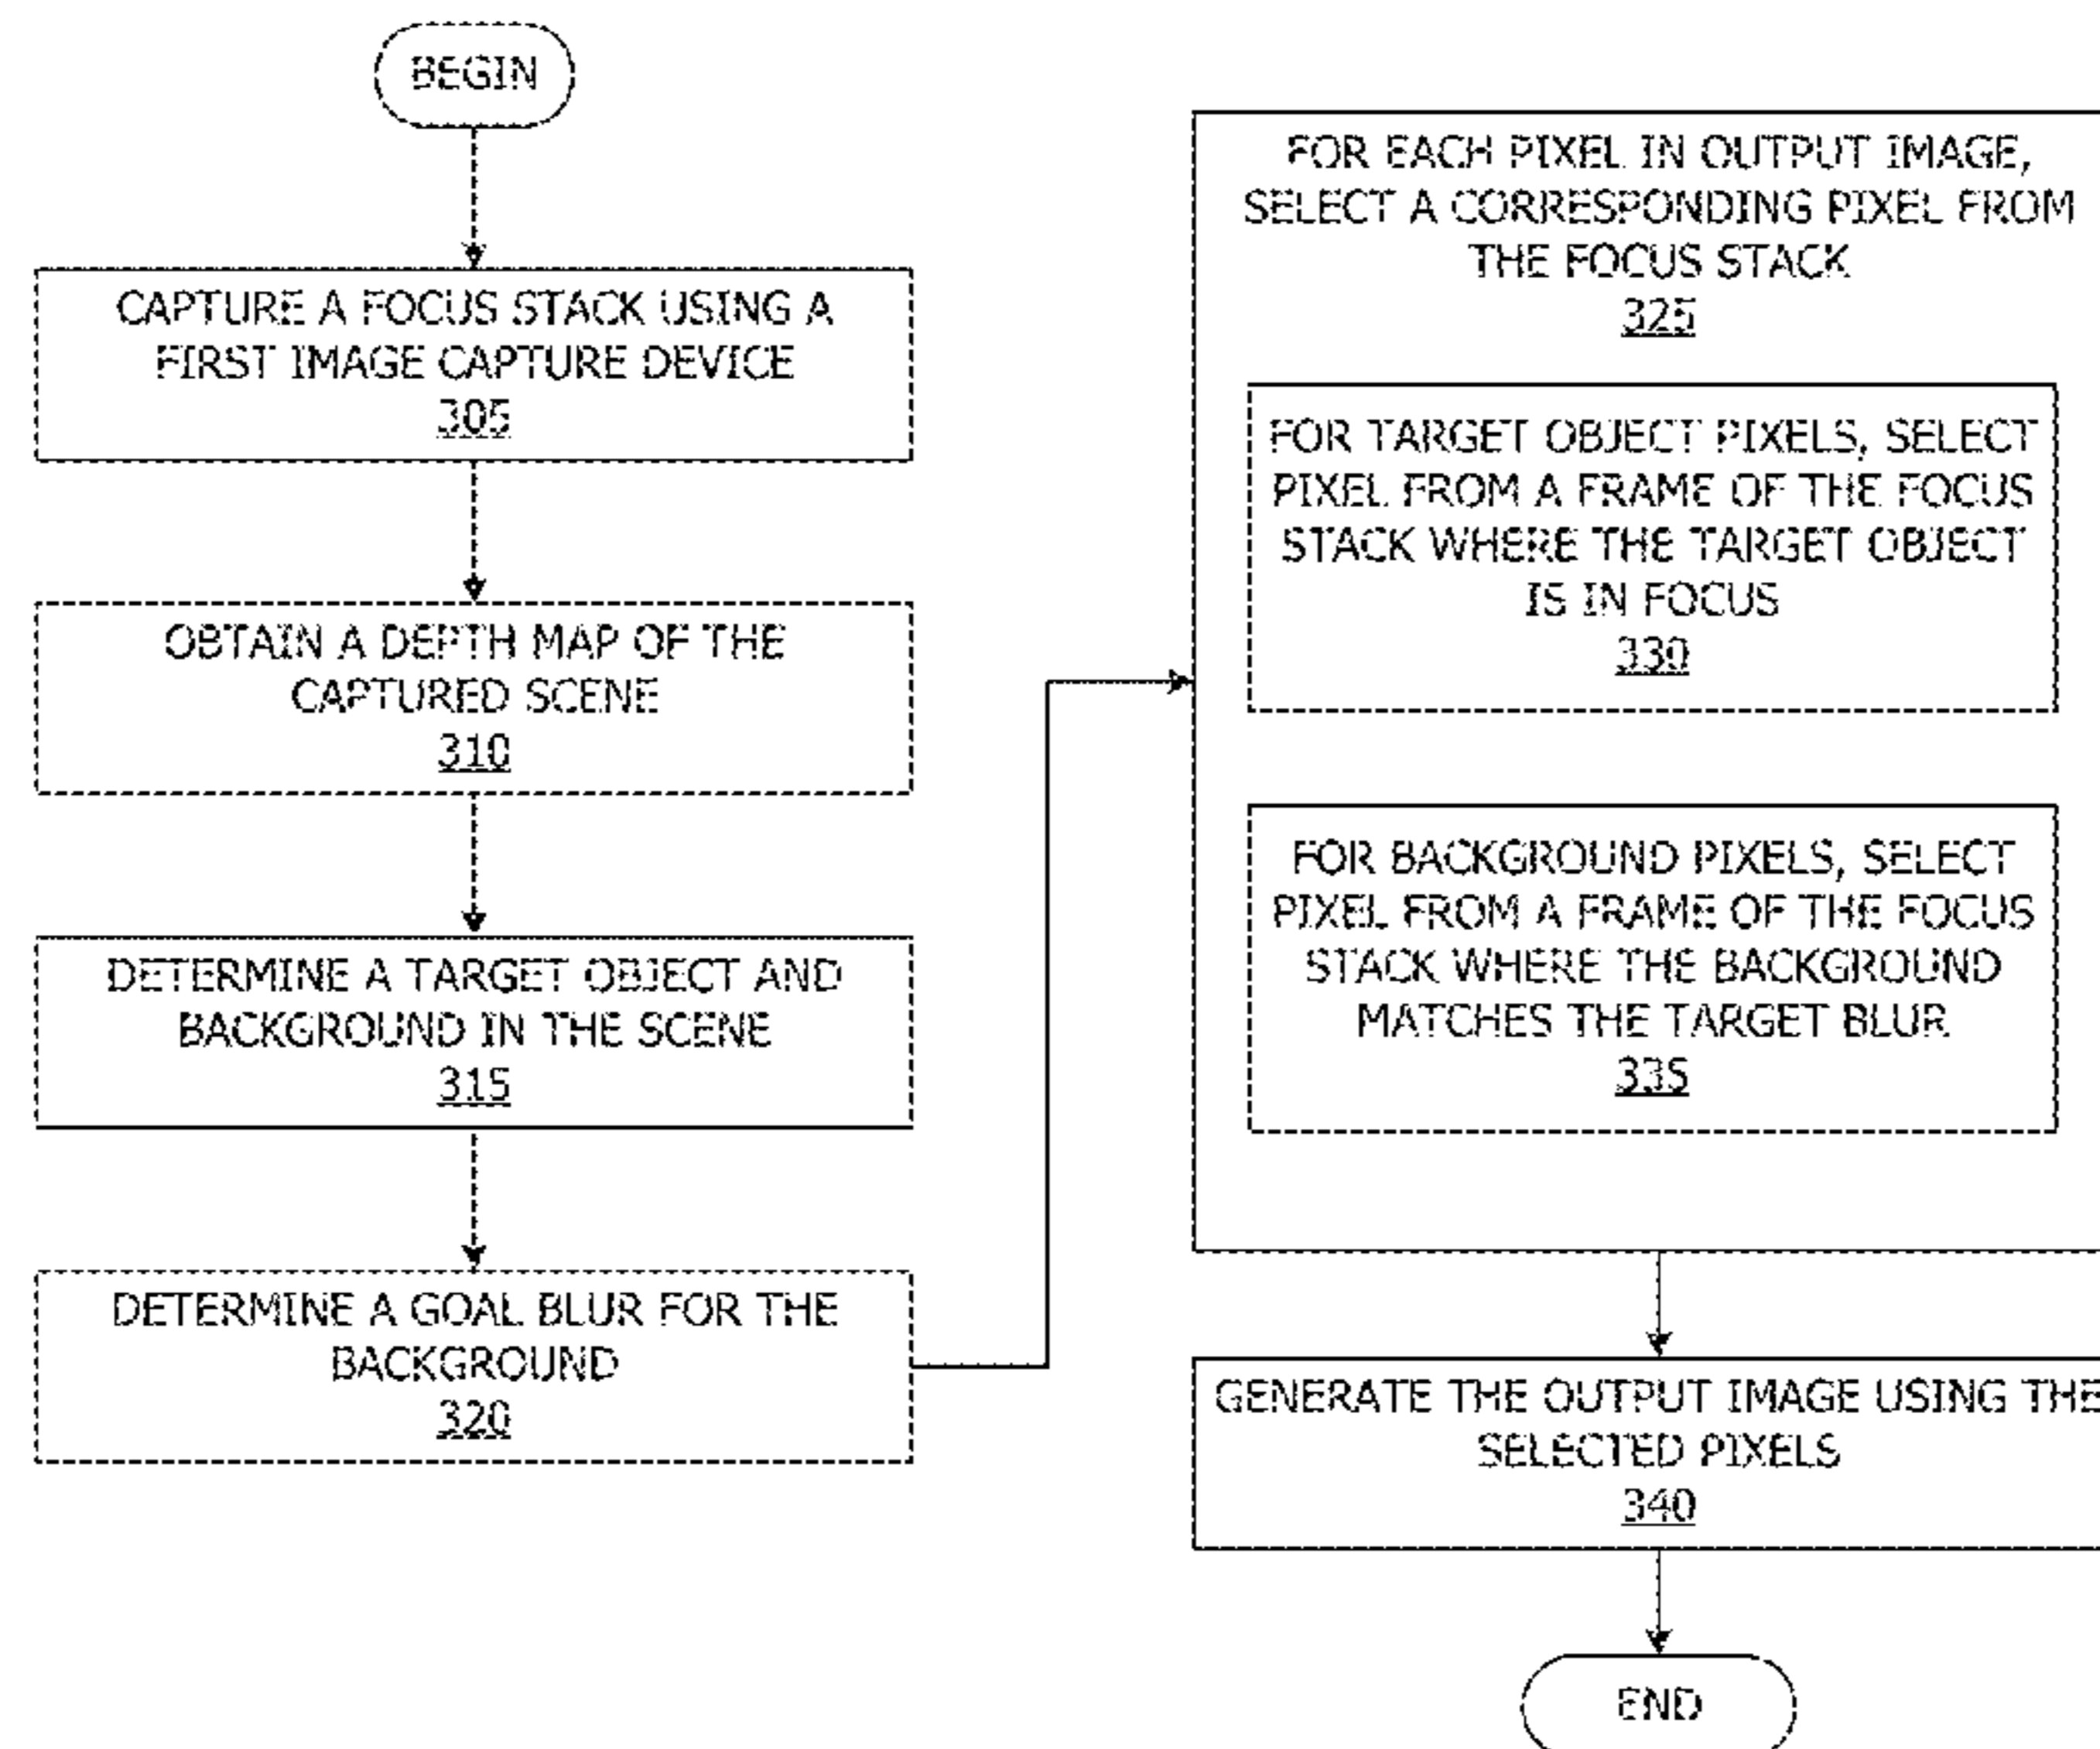 BEGIN
CAPTURE A FOCUS STACK USING A
FIRST IMAGE CAPTURE DEVICE
305
OBTAIN A DEPTH MAP OF THE
CAPTURED SCENE
310
DETERMINE A TARGET OBJECT AND
BACKGROUND IN THE SCENE
315
DETERMINE A GOAL BLUR FOR THE
BACKGROUND
320
FOR EACH PIXEL IN OUTPUT IMAGE,
SELECT A CORRESPONDING PIXEL FROM
THE FOCUS STACK
325
FOR TARGET OBJECT PIXELS, SELECT
PIXEL FROM A FRAME OF THE FOCUS
STACK WHERE THE TARGET OBJECT
IS IN FOCUS
330
FOR BACKGROUND PIXELS, SELECT
PIXEL FROM A FRAME OF THE FOCUS
STACK WHERE THE BACKGROUND
MATCHES THE TARGET BLUR
335
GENERATE THE OUTPUT IMAGE USING THE
SELECTED PIXELS
340
END